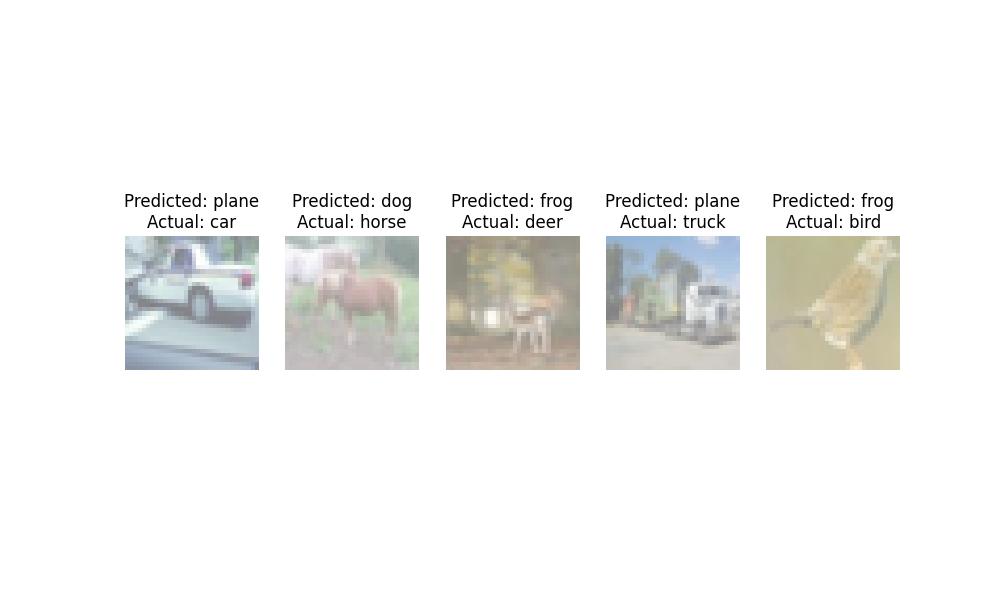 Predicted: plane
Actual: car
Predicted: dog
Actual: horse
Predicted: frog
Actual: deer
Predicted: plane
Actual: truck
Predicted: frog
Actual: bird